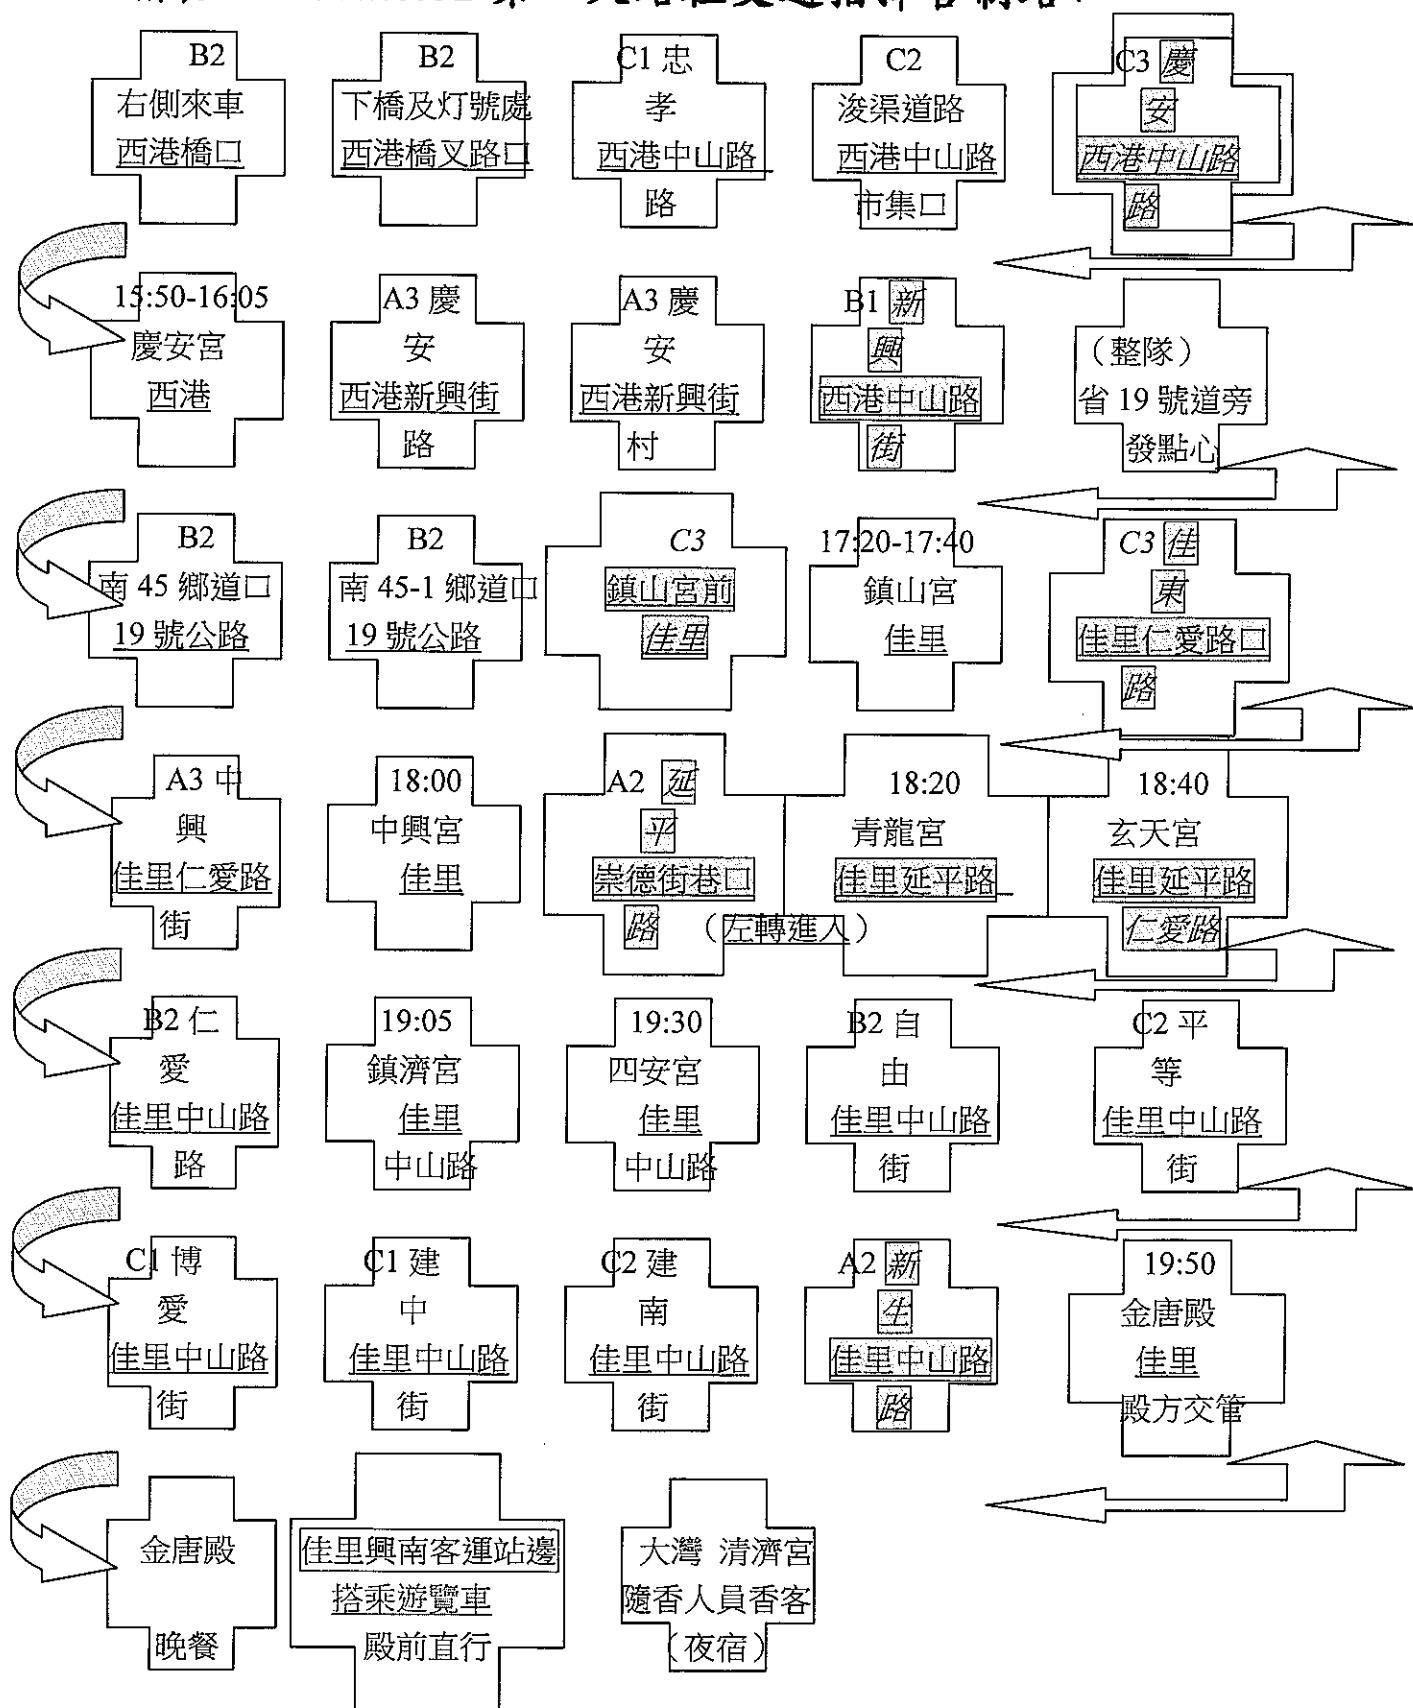 B2
右側來車
西港橋口
B2
下橋及灯號處
西港橋叉路口
C1 忠
孝
西港中山路
路
C2
浚渠道路
西港中山路
市集口
C3 慶
安
西港中山路
路
15:50-16:05
慶安宮
西港
A3 慶
安
西港新興街
路
A3 慶
安
西港新興街
村
B1 新
興
西港中山路
街
（整隊）
省 19 號道旁
發點心
B2
南 45 鄉道口
19 號公路
B2
南 45-1 鄉道口
19 號公路
C3
鎮山宮前
佳里
17:20-17:40
鎮山宮
佳里
C3 佳
東
佳里仁愛路口
路
A3 中
興
佳里仁愛路
街
18:00
中興宮
佳里
A2 延
平
崇德街巷口
路
（左轉進入）
18:20
青龍宮
佳里延平路
18:40
玄天宮
佳里延平路
仁愛路
B2 仁
愛
佳里中山路
路
19:05
鎮濟宮
佳里
中山路
19:30
四安宮
佳里
中山路
B2 自
由
佳里中山路
街
C2 平
等
佳里中山路
街
C1 博
愛
佳里中山路
街
C1 建
中
佳里中山路
街
C2 建
南
佳里中山路
街
A2 新
生
佳里中山路
路
19:50
金唐殿
佳里
殿方交管
金唐殿
晚餐
佳里興南客運站邊
搭乘遊覽車
殿前直行
大灣 清濟宮
隨香人員香客
（夜宿）